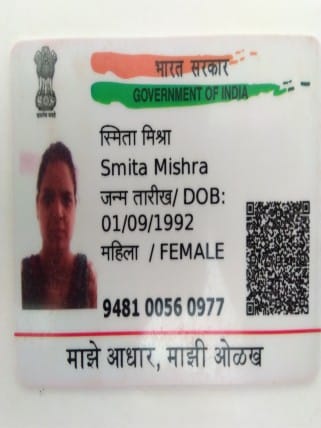 भारत सरकार
GOVERNMENT OF INDIA
स्मिता मिश्रा
Smita Mishra
जन्म तारीख/ DOB:
01/09/1992
महिला / FEMALE
9481 0056 0977
माझे आधार, माझी ओळख